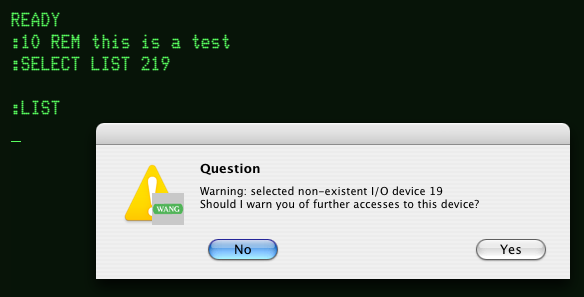 READY
:10 REM this is a test
:SELECT LIST 219
:LIST
_
Question
Warning: selected non-existent I/O device 19
Should I warn you of further accesses to this device?
WANG
No
Yes